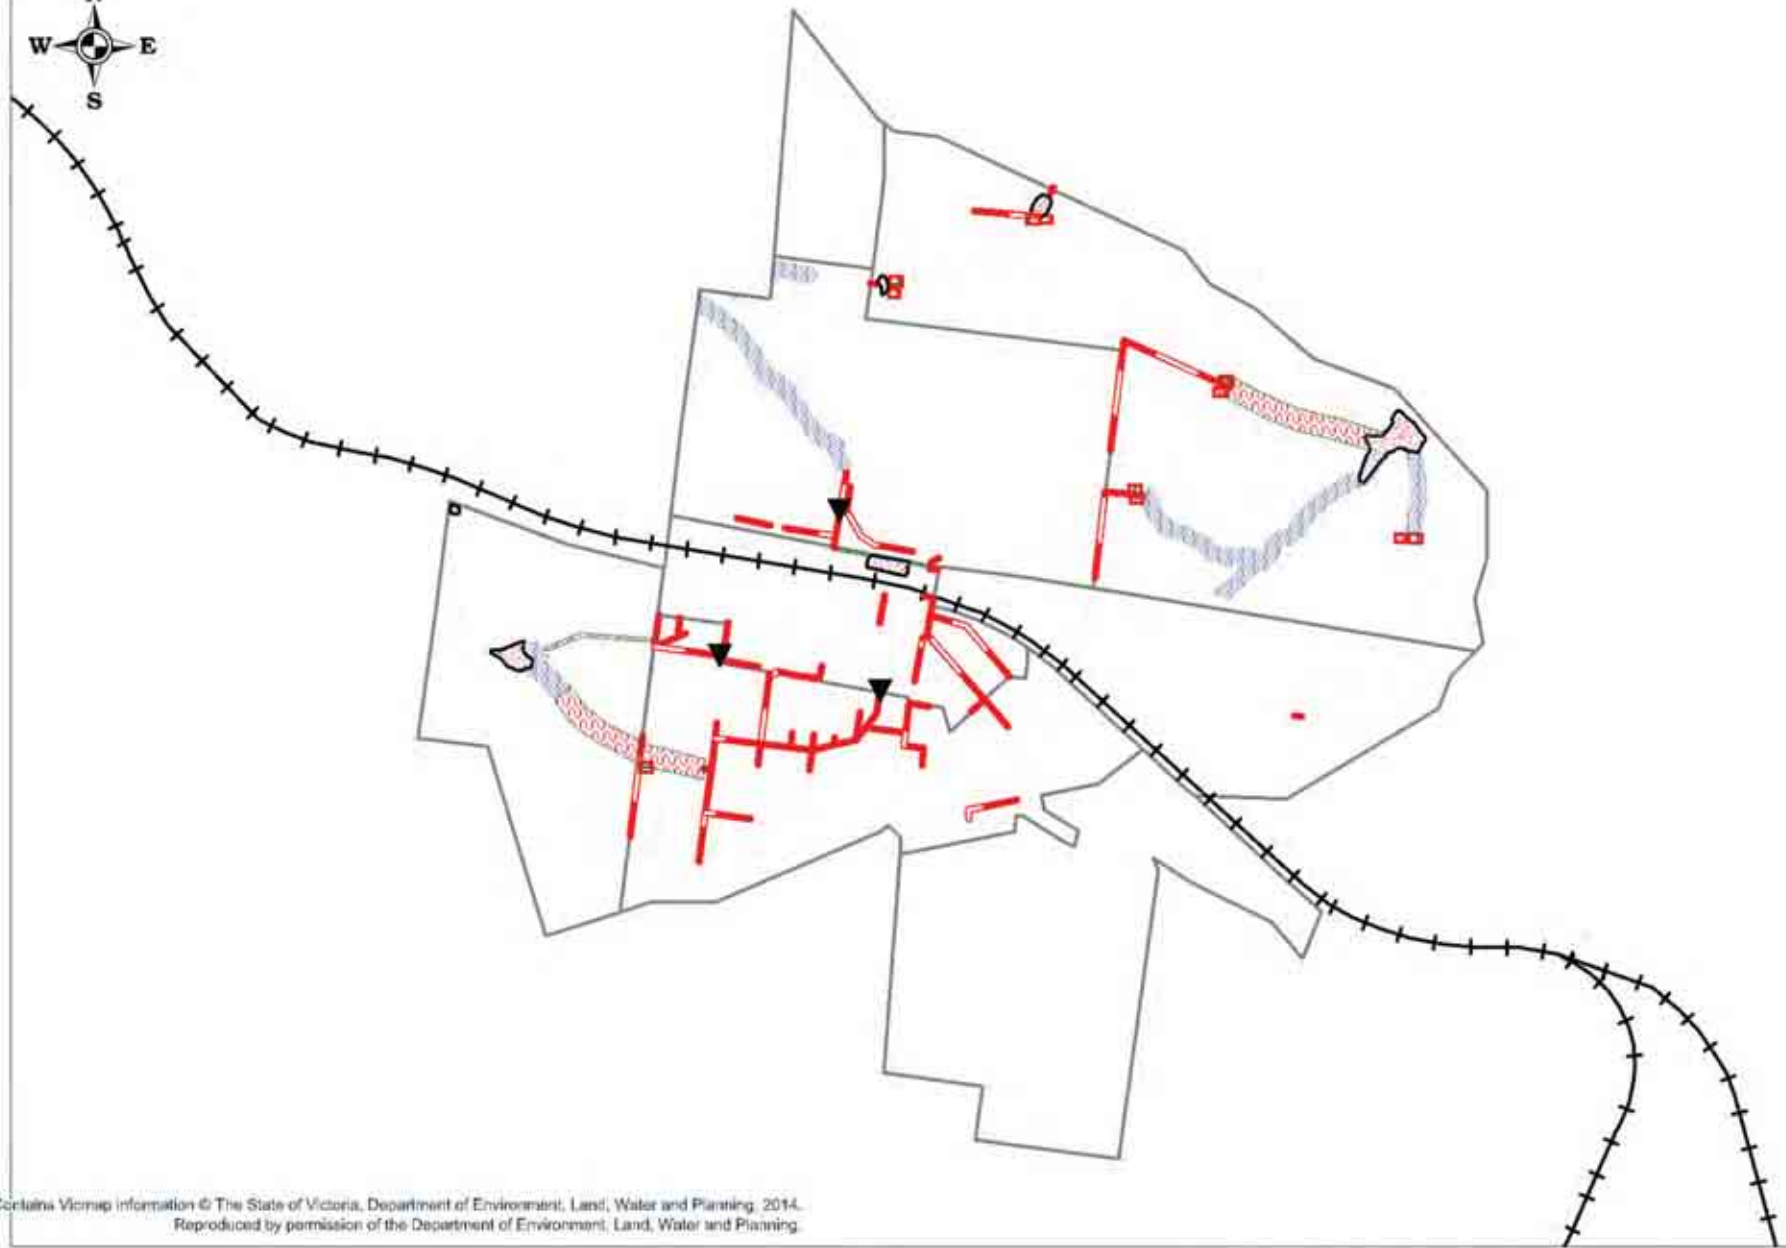 W E
S
Contains Vicmap information © The State of Victoria, Department of Environment, Land, Water and Planning, 2014.
Reproduced by permission of the Department of Environment, Land, Water and Planning.